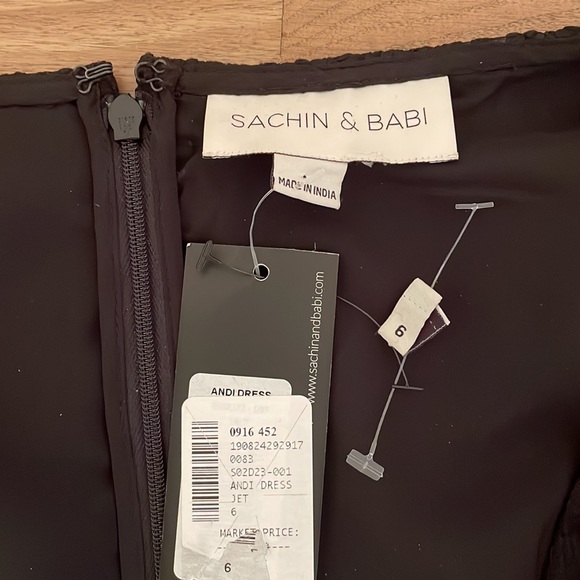 SACHIN & BABI
MADE IN INDIA
6
www.sachinandbabi.com
ANDI DRESS
0916 452
190824292917
0083
S02D23-001
ANDI DRESS
JET
6
MARKET PRICE:
6